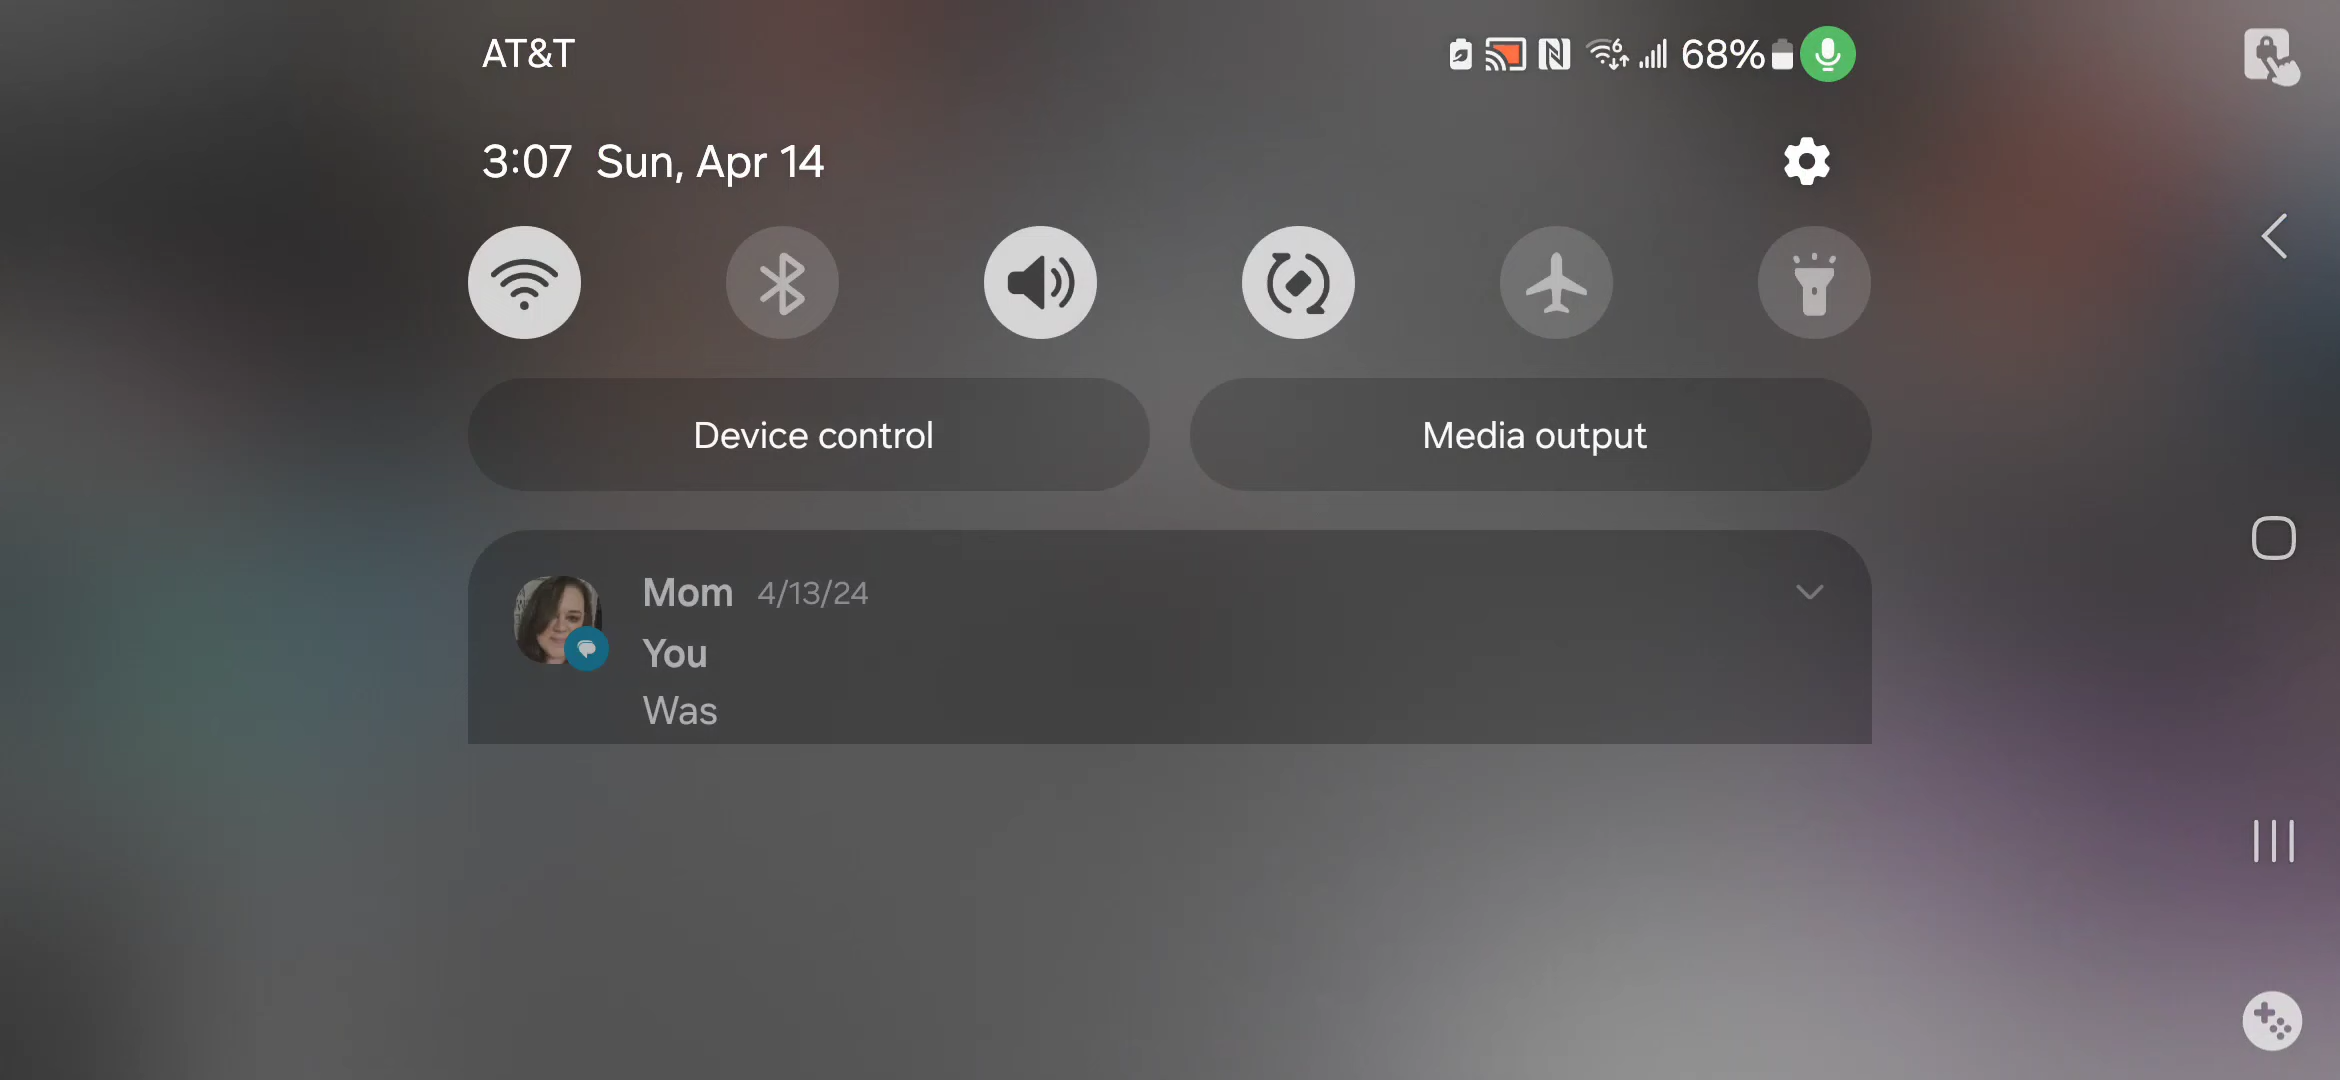 AT&T
68%
3:07 Sun, Apr 14
Device control
Media output
Mom 4/13/24
You
Was